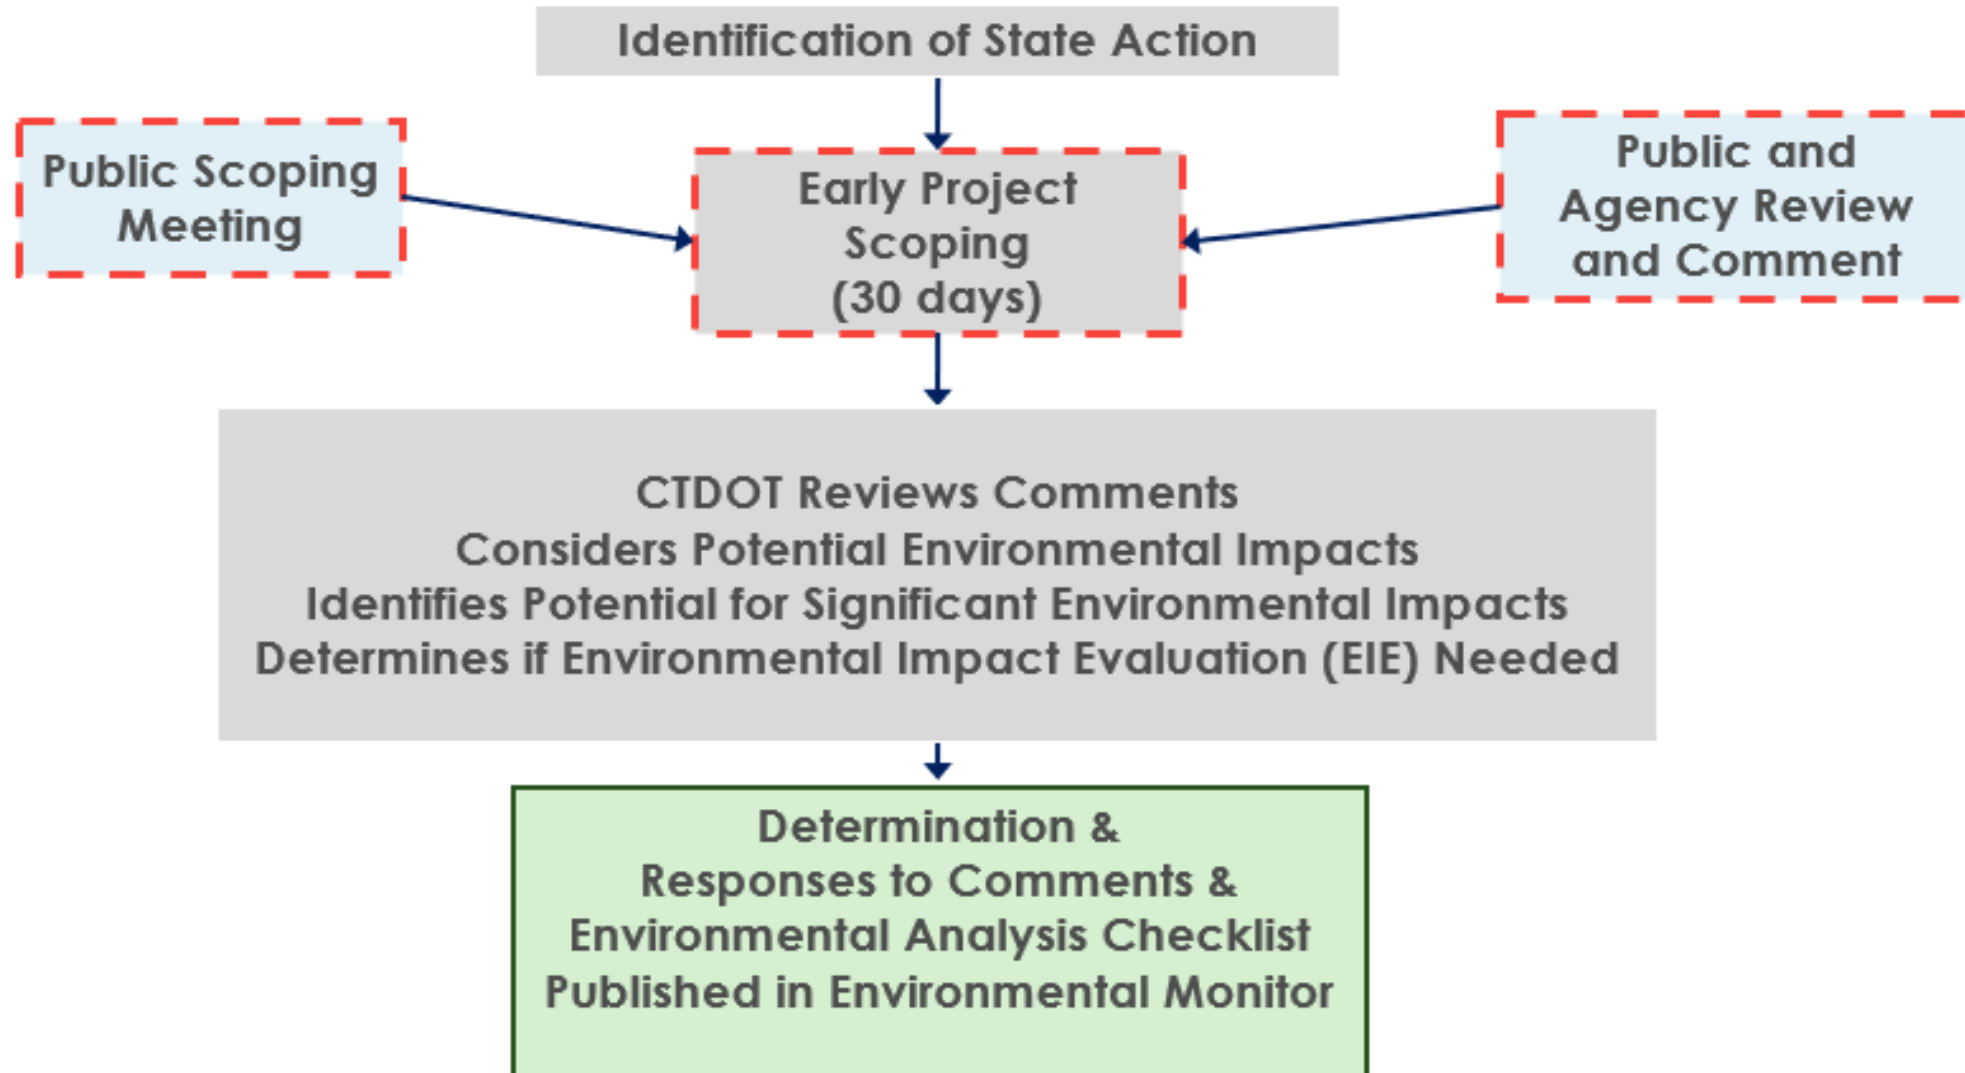 Identification of State Action
Public Scoping
Meeting
Early Project
Scoping
(30 days)
Public and
Agency Review
and Comment
CTDOT Reviews Comments
Considers Potential Environmental Impacts
Identifies Potential for Significant Environmental Impacts
Determines if Environmental Impact Evaluation (EIE) Needed
Determination &
Responses to Comments &
Environmental Analysis Checklist
Published in Environmental Monitor